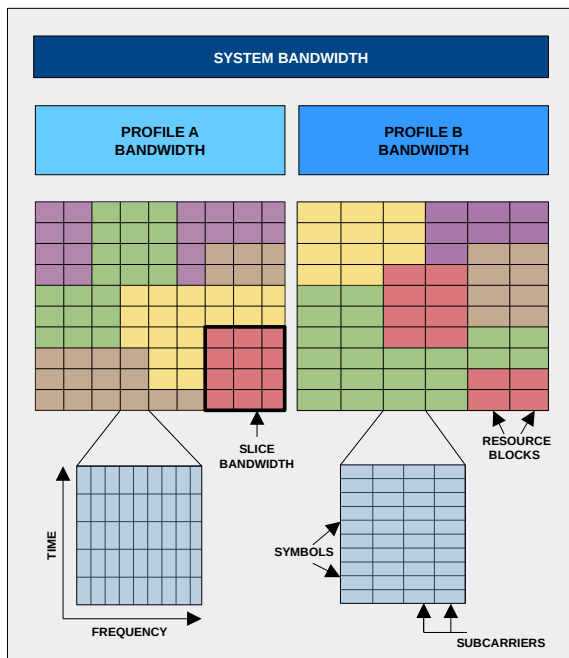 SYSTEM BANDWIDTH
PROFILE A
BANDWIDTH
PROFILE B
BANDWIDTH
SLICE
BANDWIDTH
RESOURCE
BLOCKS
TIME
FREQUENCY
SYMBOLS
SUBCARRIERS